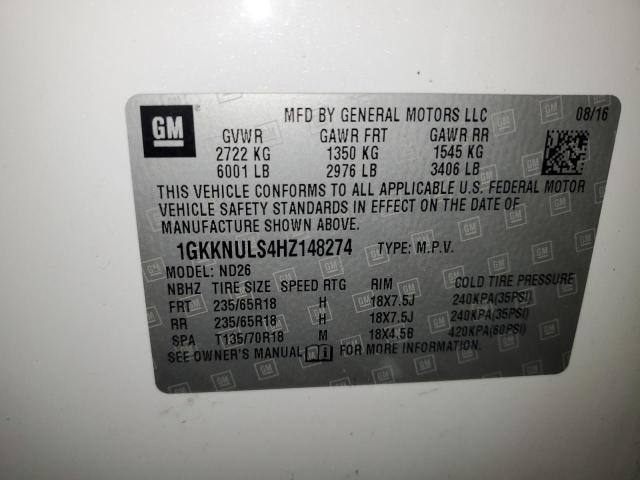 GM MFD BY GENERAL MOTORS LLC 08/16
GVWR GAWR FRT GAWR RR
2722 KG 1350 KG 1545 KG
6001 LB 2976 LB 3406 LB
THIS VEHICLE CONFORMS TO ALL APPLICABLE U.S. FEDERAL MOTOR
VEHICLE SAFETY STANDARDS IN EFFECT ON THE DATE OF
MANUFACTURE SHOWN ABOVE.
1GKKNULS4HZ148274 TYPE: M.P.V.
MODEL: ND26
NBHZ TIRE SIZE SPEED RTG RIM COLD TIRE PRESSURE
FRT 235/65R18 H 18X7.5J 240KPA(35PSI)
RR 235/65R18 H 18X7.5J 240KPA(35PSI)
SPA T135/70R18 M 18X4.5B 420KPA(60PSI)
SEE OWNER'S MANUAL FOR MORE INFORMATION.